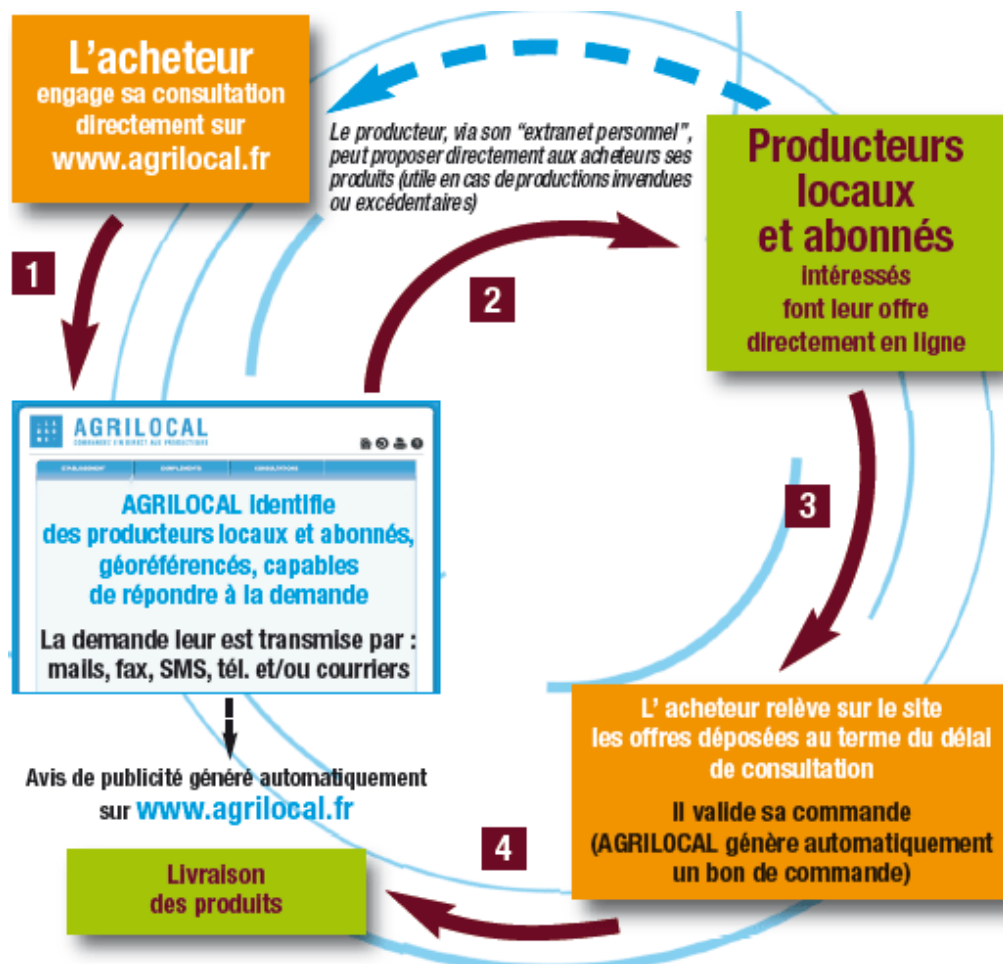 L'acheteur
engage sa consultation
directement sur
www.agrilocal.fr
Le producteur, via son “extranet personnel”,
peut proposer directement aux acheteurs ses
produits (utile en cas de productions invendues
ou excédentaires)
Producteurs
locaux
et abonnés
intéressés
font leur offre
directement en ligne
1
2
AGRILOCAL
COMMANDEZ EN DIRECT AUX PRODUCTEURS
ETABLISSEMENT
CONSULTATIONS
AGRILOCAL identifie
des producteurs locaux et abonnés,
géoréférencés, capables
de répondre à la demande
La demande leur est transmise par :
mails, fax, SMS, tél. et/ou courriers
3
Avis de publicité généré automatiquement
sur www.agrilocal.fr
L' acheteur relève sur le site
les offres déposées au terme du délai
de consultation
Il valide sa commande
(AGRILOCAL génère automatiquement
un bon de commande)
4
Livraison
des produits